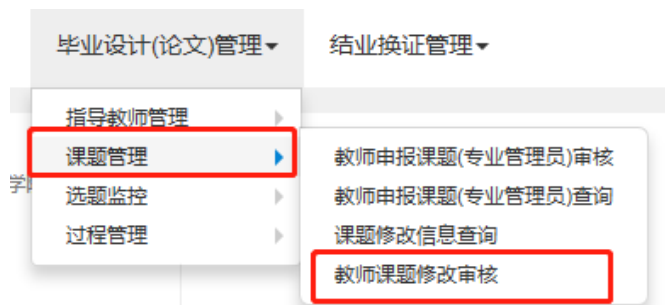 毕业设计(论文)管理 结业换证管理
指导教师管理
课题管理
选题监控
过程管理
教师申报课题(专业管理员)审核
教师申报课题(专业管理员)查询
课题修改信息查询
教师课题修改审核
学